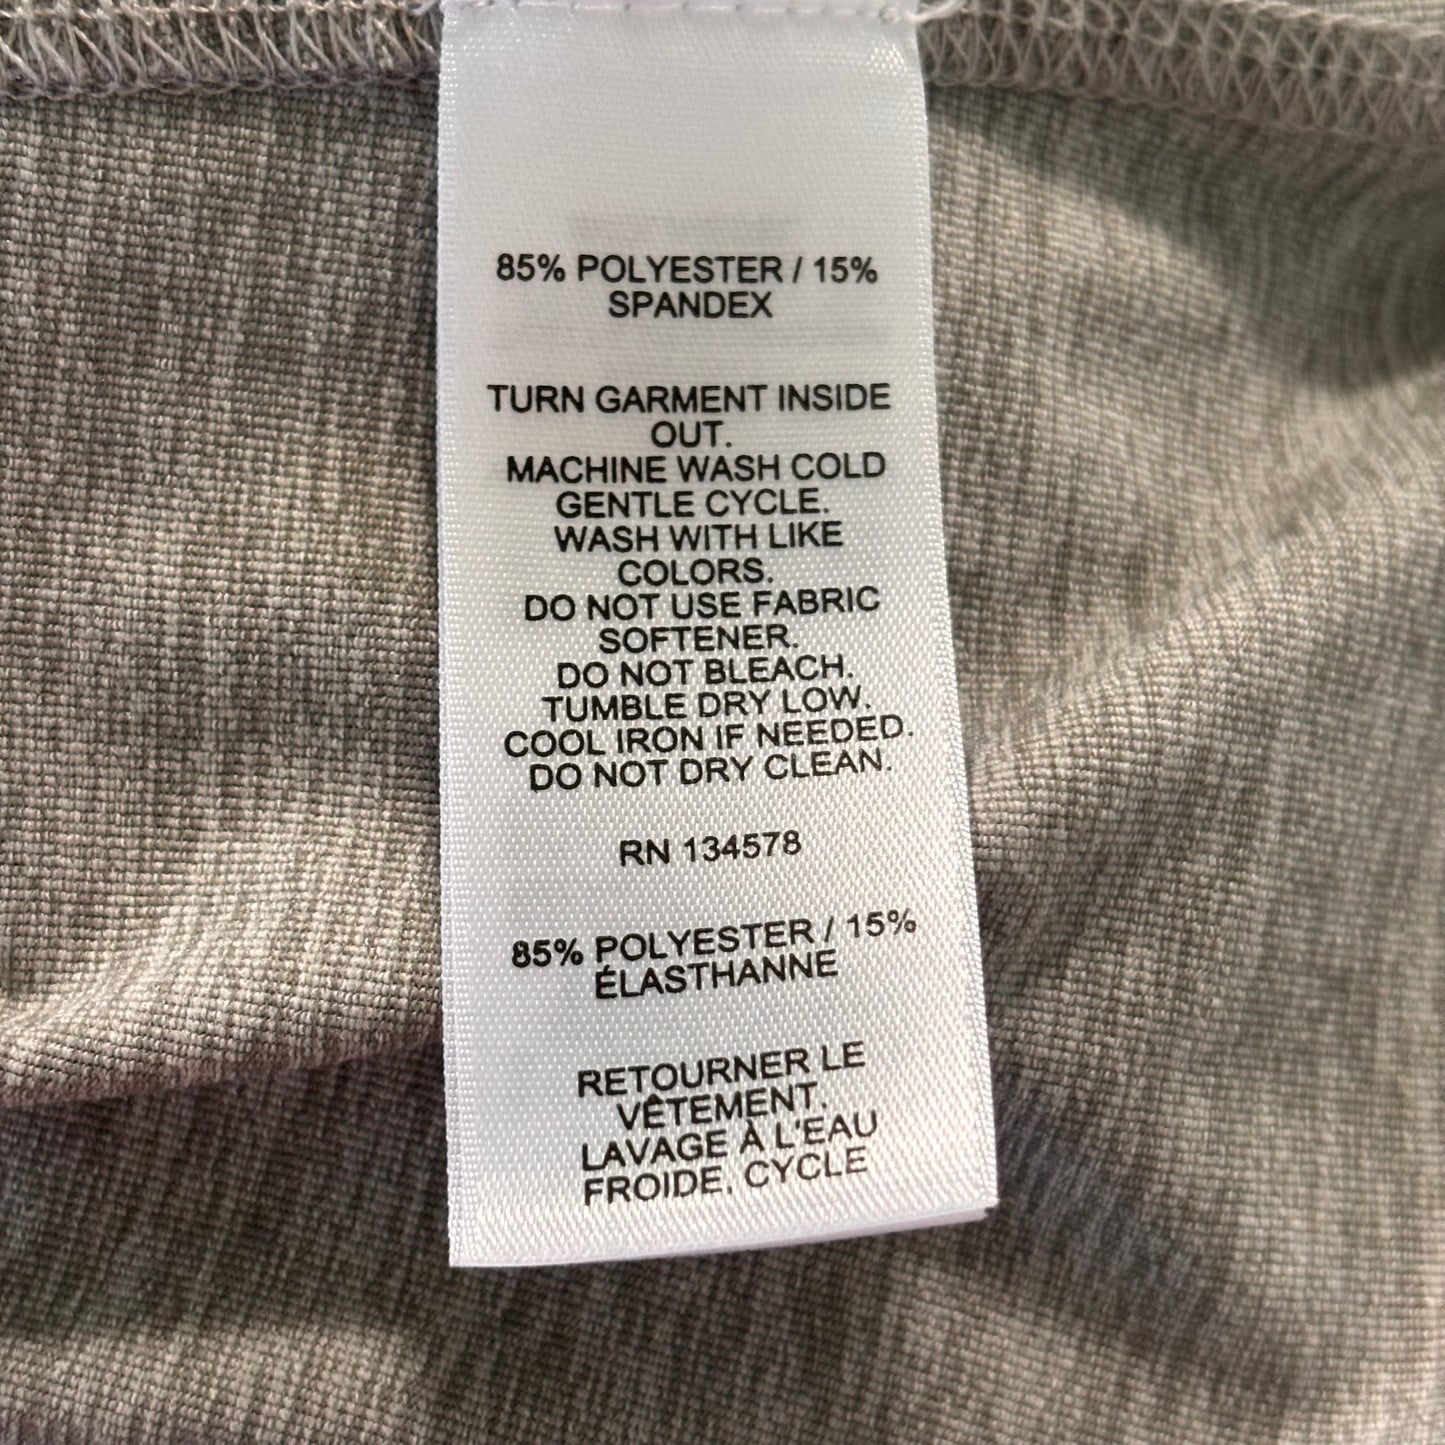 85% POLYESTER / 15%
SPANDEX
TURN GARMENT INSIDE
OUT.
MACHINE WASH COLD
GENTLE CYCLE.
WASH WITH LIKE
COLORS.
DO NOT USE FABRIC
SOFTENER.
DO NOT BLEACH.
TUMBLE DRY LOW.
COOL IRON IF NEEDED.
DO NOT DRY CLEAN.
RN 134578
85% POLYESTER / 15%
ÉLASTHANNE
RETOURNER LE
VÊTEMENT.
LAVAGE À L'EAU
FROIDE, CYCLE